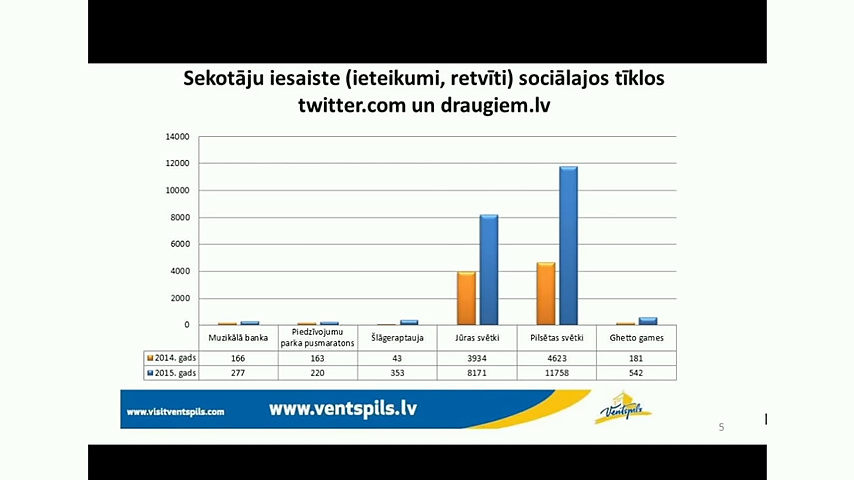 Sekotāju iesaiste (ieteikumi, retvīti) sociālajos tīklos
twitter.com un draugiem.lv
14000
12000
10000
8000
6000
4000
2000
0
Muzikālā banka
Piedzīvojumu
parka pusmaratons
Šlāgeraptauja
Jūras svētki
Pilsētas svētki
Ghetto games
2014. gads 166 163 43 3934 4623 181
2015. gads 277 220 353 8171 11758 542
www.visitventspils.com
www.ventspils.lv
Ventspils
5